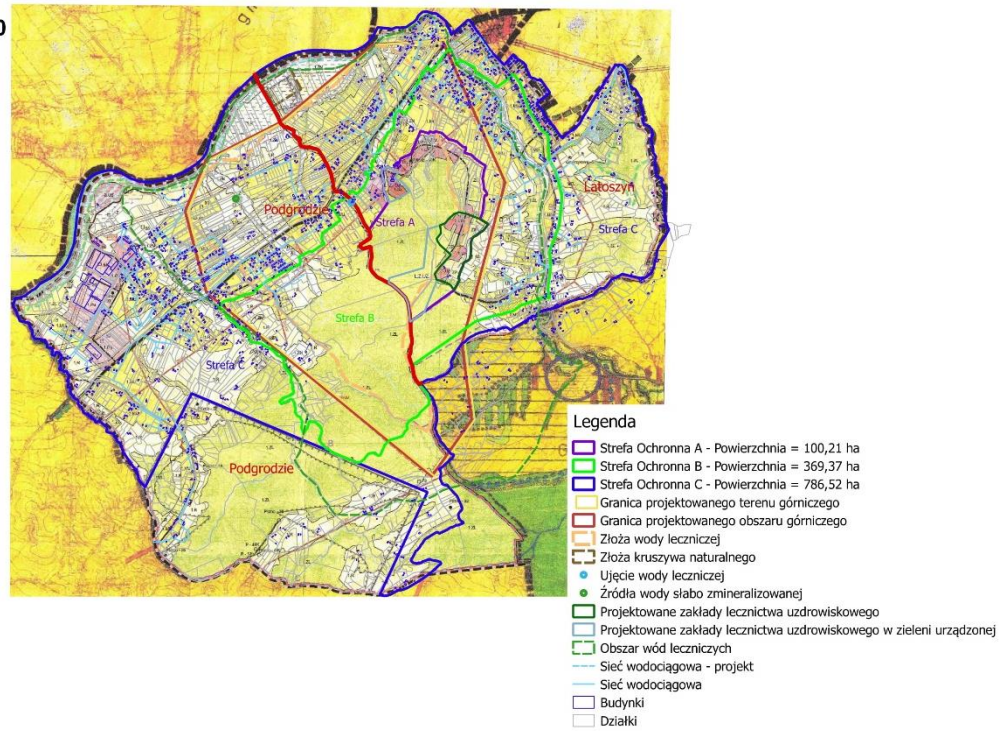 0
Podgrodzie
Strefa A
Latoszyn
Strefa C
Strefa B
Strefa C
Podgrodzie
Legenda
Strefa Ochronna A - Powierzchnia = 100,21 ha
Strefa Ochronna B - Powierzchnia = 369,37 ha
Strefa Ochronna C - Powierzchnia = 786,52 ha
Granica projektowanego terenu górniczego
Granica projektowanego obszaru górniczego
Złoża wody leczniczej
Złoża kruszywa naturalnego
Ujęcie wody leczniczej
Źródła wody słabo zmineralizowanej
Projektowane zakłady lecznictwa uzdrowiskowego
Projektowane zakłady lecznictwa uzdrowiskowego w zieleni urządzonej
Obszar wód leczniczych
Sieć wodociągowa - projekt
Sieć wodociągowa
Budynki
Działki